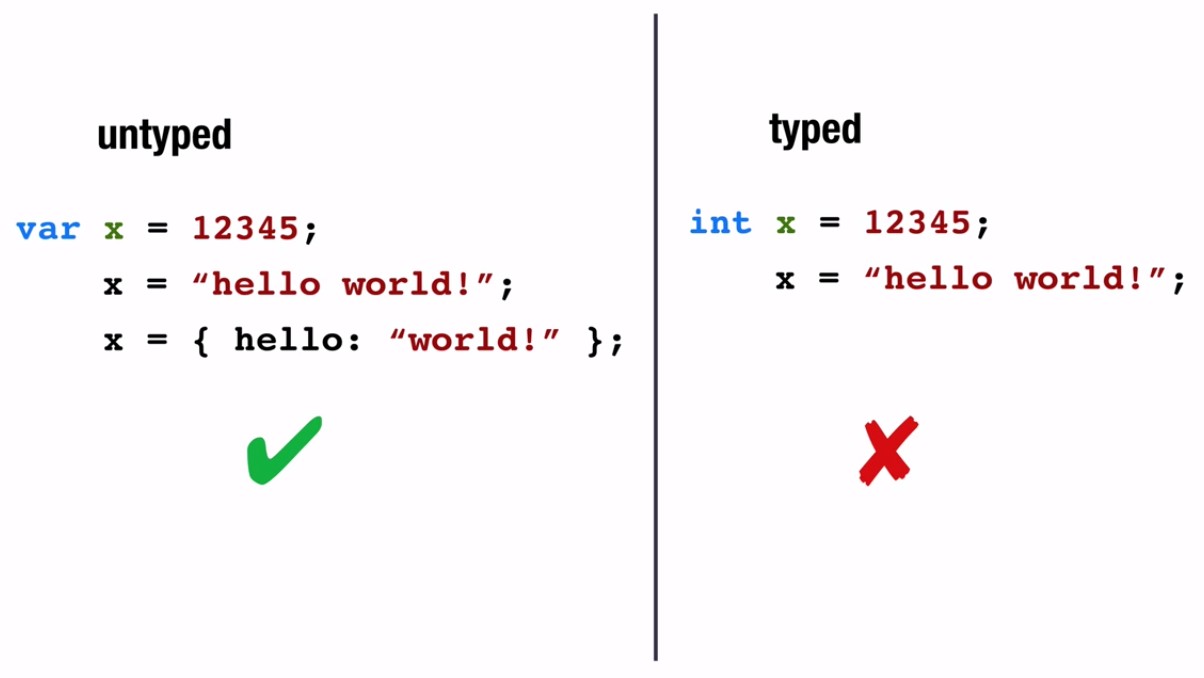 untyped
var x = 12345;
x = “hello world!”;
x = { hello: “world!” };
typed
int x = 12345;
x = “hello world!”;